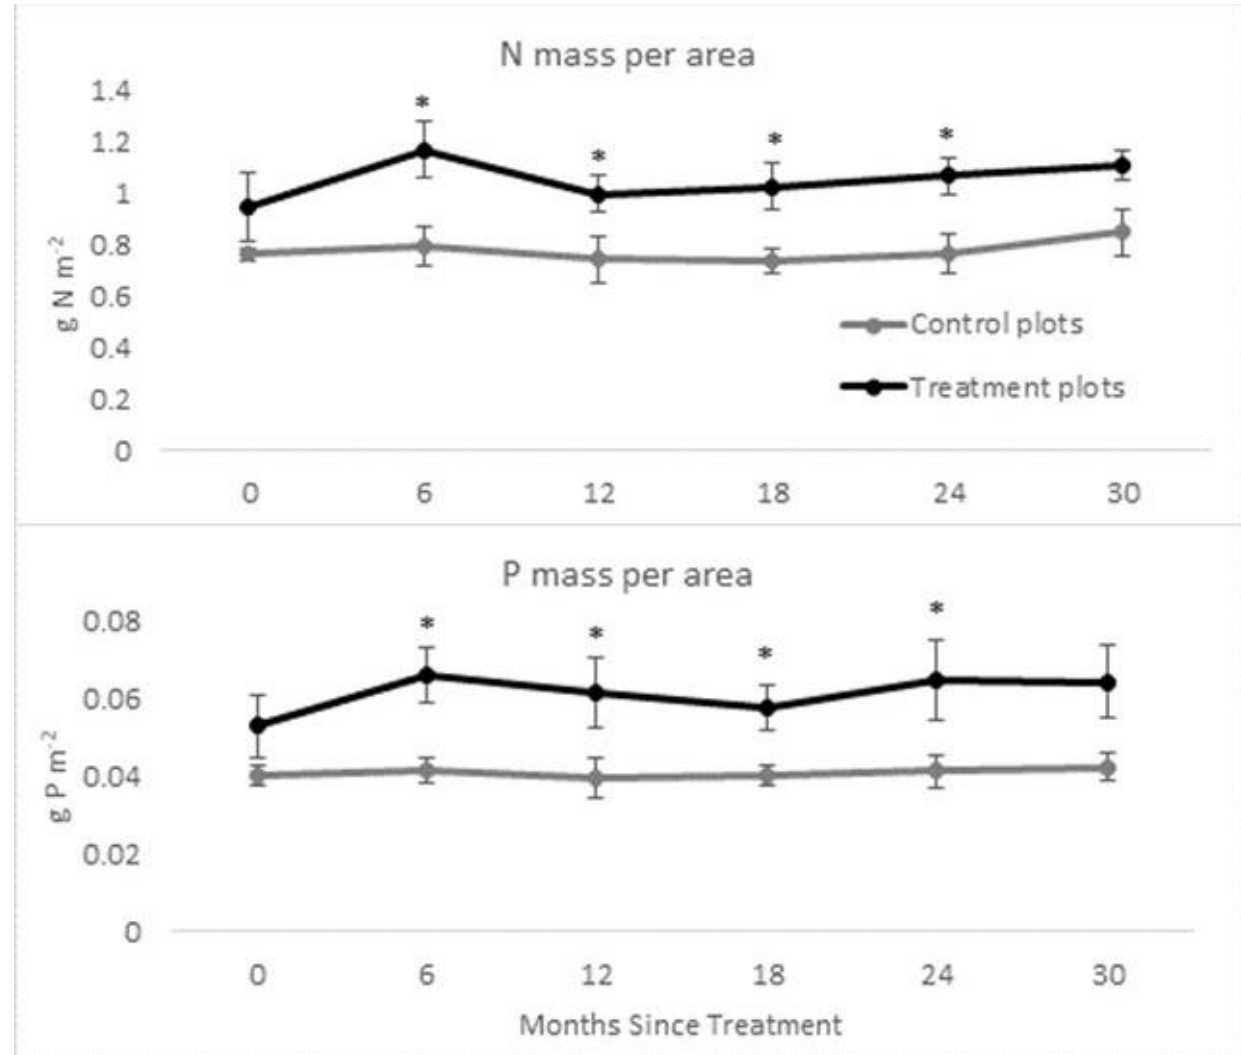 N mass per area
1.4
1.2
1
0.8
0.6
0.4
0.2
0
g N m-2
* * * *
Control plots
Treatment plots
0 6 12 18 24 30
P mass per area
0.08
0.06
0.04
0.02
0
g P m-2
* * * *
0 6 12 18 24 30
Months Since Treatment